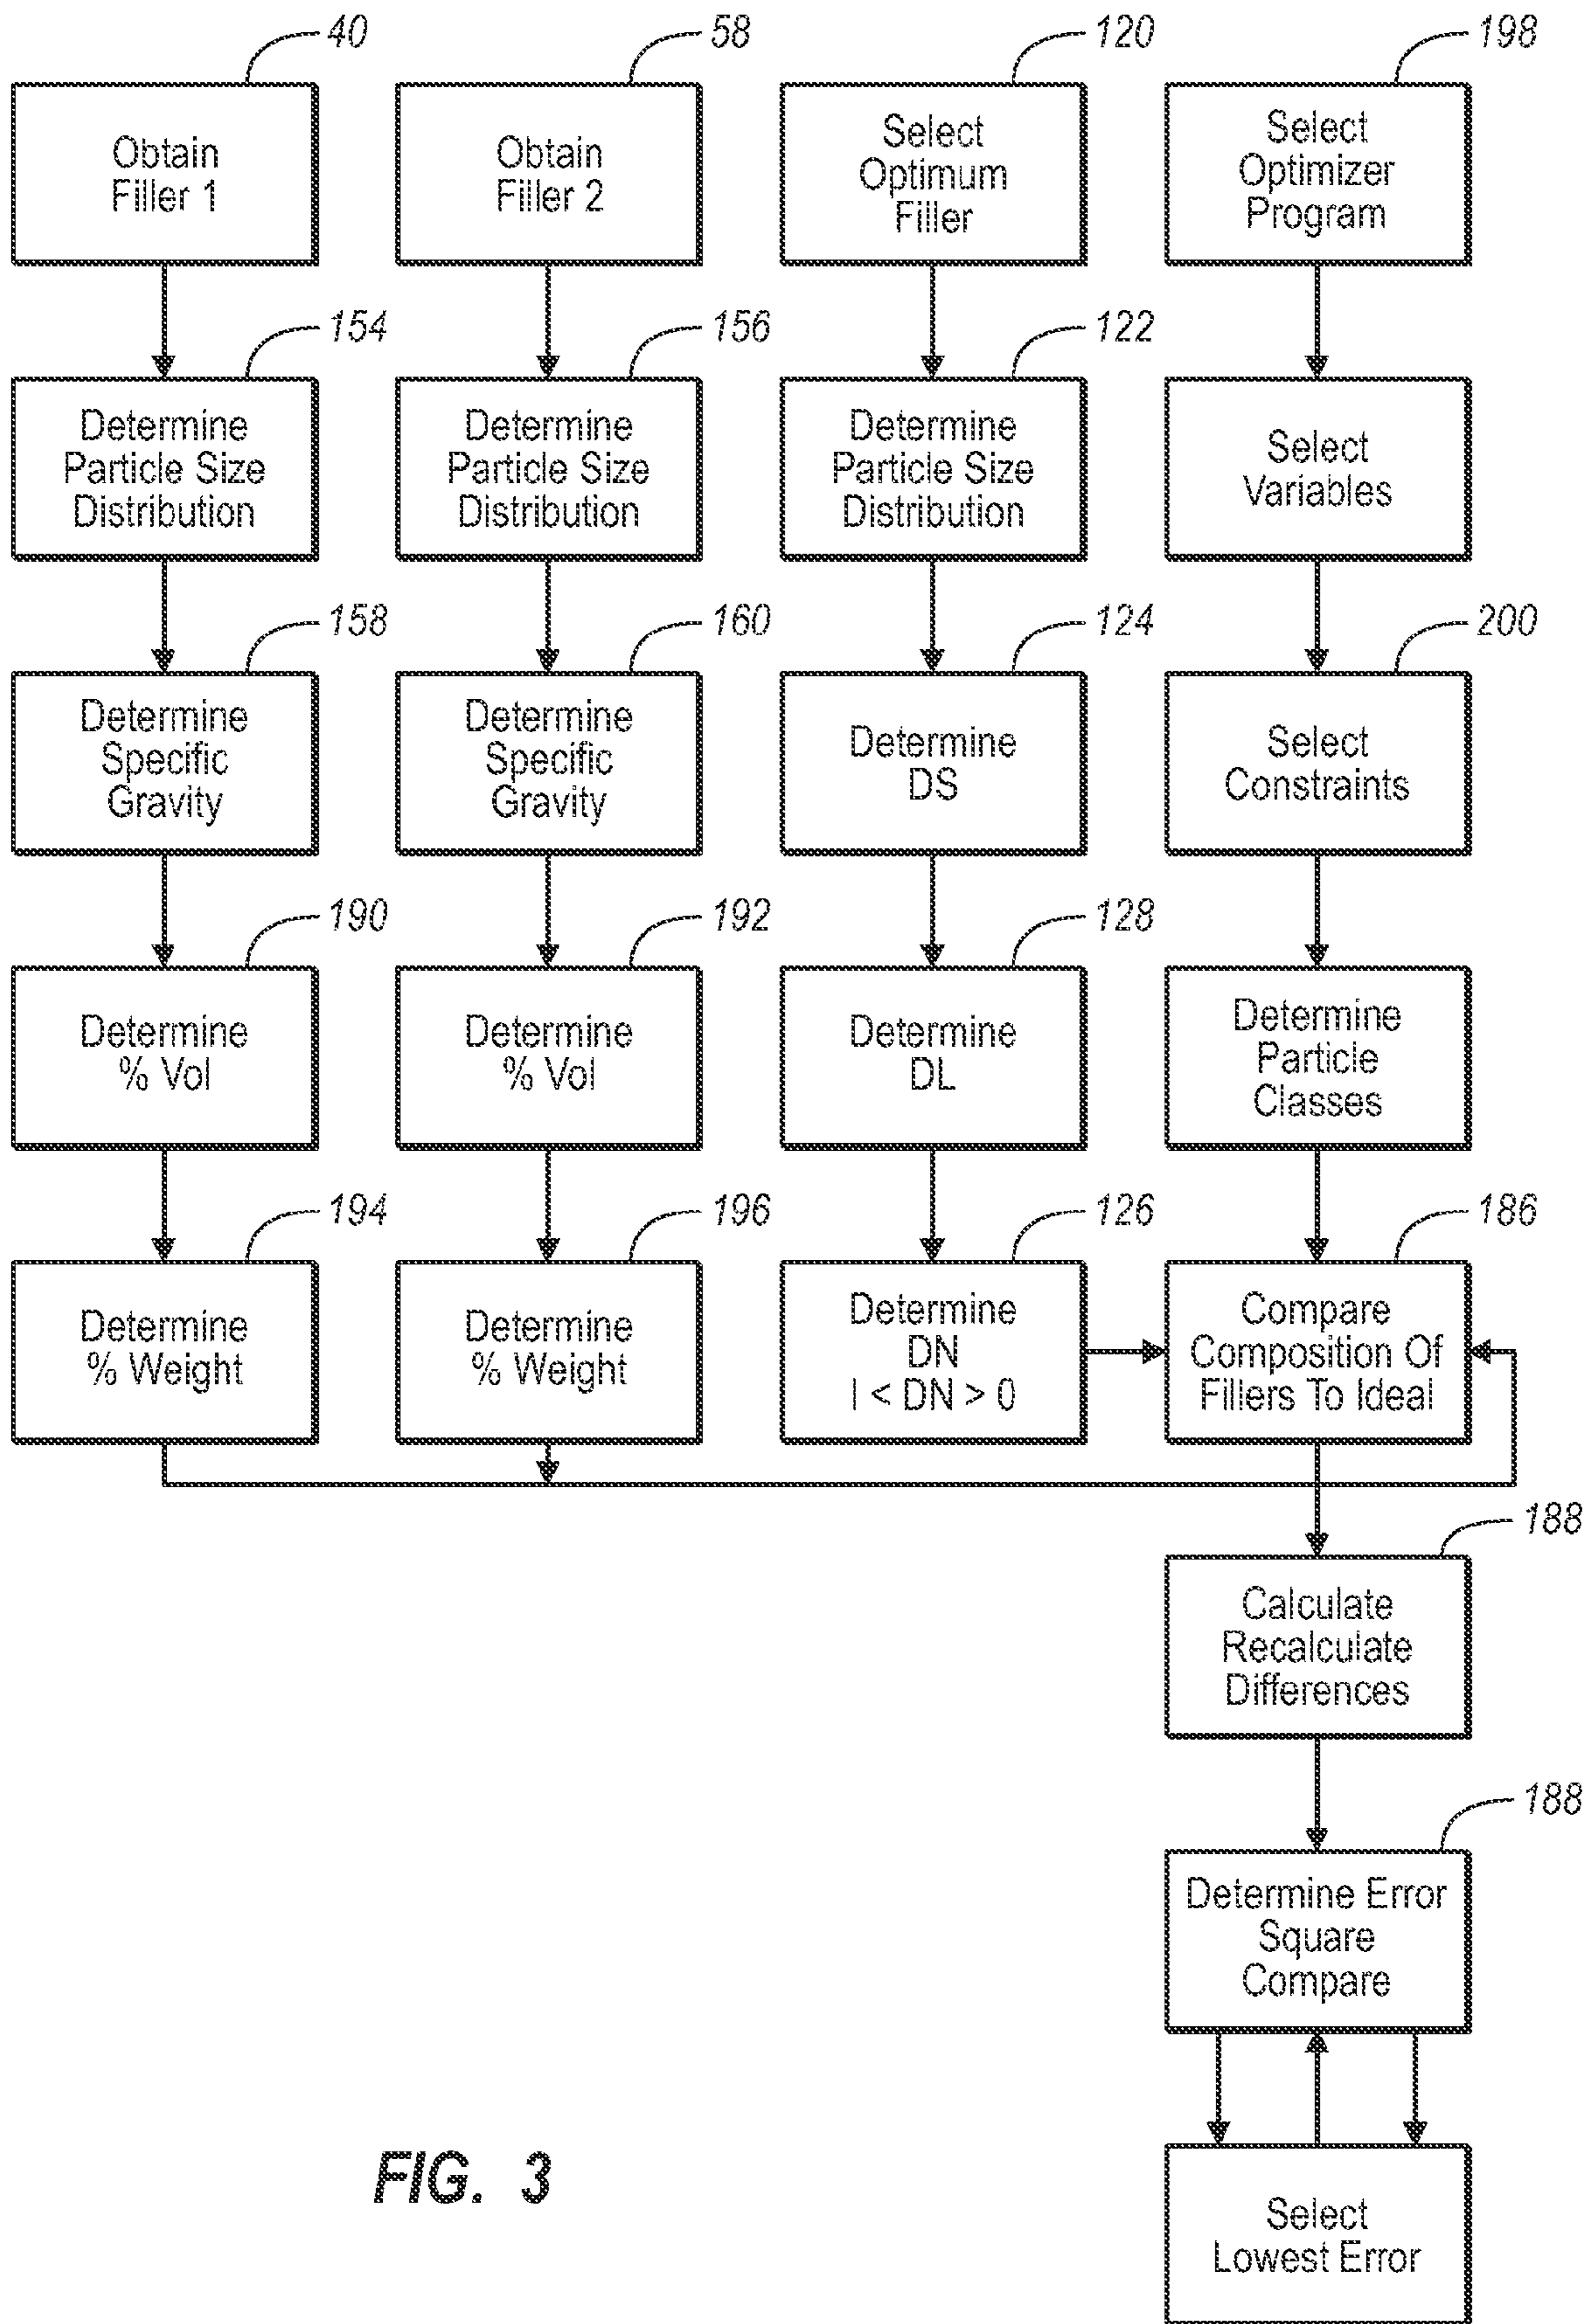 40
58
120
198
Obtain
Filler 1
Obtain
Filler 2
Select
Optimum
Filler
Select
Optimizer
Program
154
156
122
Determine
Particle Size
Distribution
Determine
Particle Size
Distribution
Determine
Particle Size
Distribution
Select
Variables
158
160
124
200
Determine
Specific
Gravity
Determine
Specific
Gravity
Determine
DS
Select
Constraints
190
192
128
Determine
% Vol
Determine
% Vol
Determine
DL
Determine
Particle
Classes
194
196
126
186
Determine
% Weight
Determine
% Weight
Determine
DN
I < DN > 0
Compare
Composition Of
Fillers To Ideal
188
Calculate
Recalculate
Differences
188
Determine Error
Square
Compare
Select
Lowest Error
FIG. 3